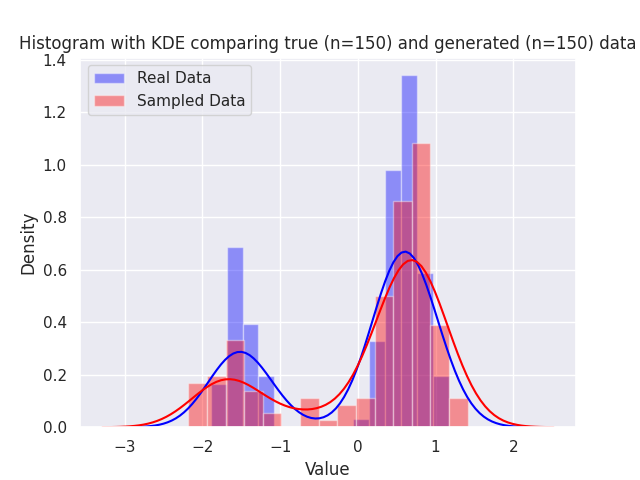 Histogram with KDE comparing true (n=150) and generated (n=150) data
Real Data
Sampled Data
1.4
1.2
1.0
0.8
0.6
0.4
0.2
0.0
Density
−3
−2
−1
0
1
2
Value